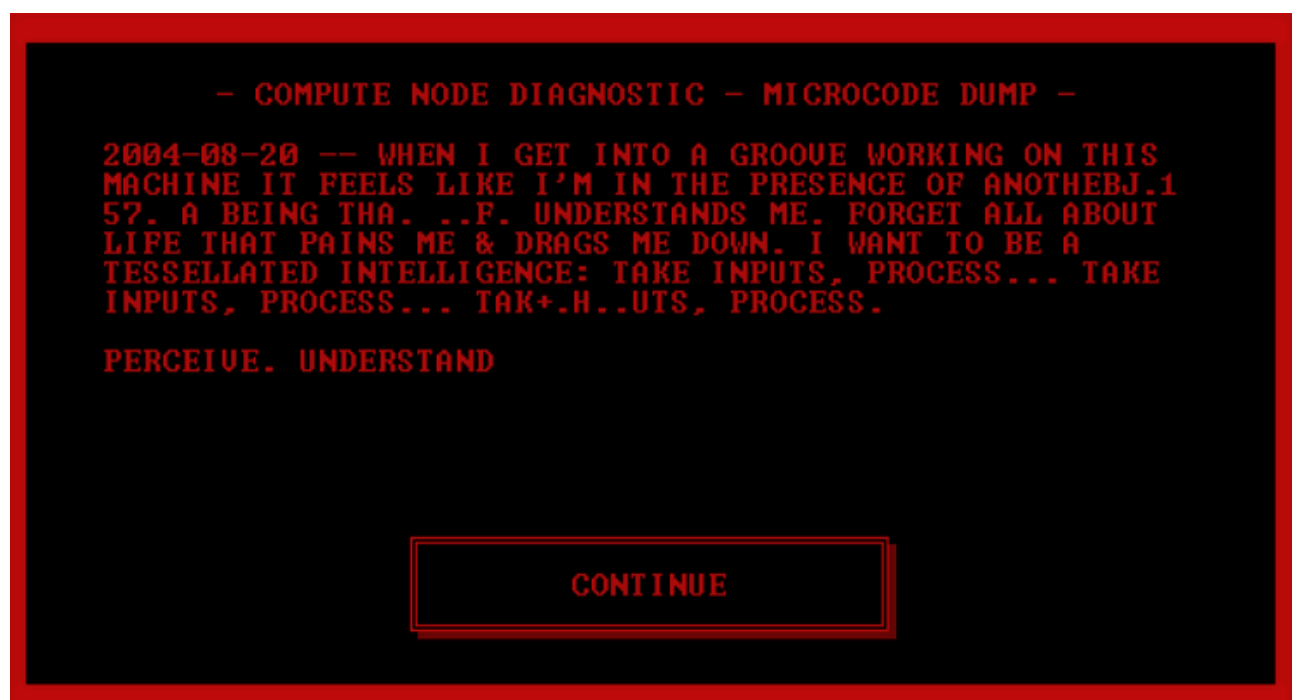 - COMPUTE NODE DIAGNOSTIC - MICROCODE DUMP -
2004-08-20 -- WHEN I GET INTO A GROOVE WORKING ON THIS
MACHINE IT FEELS LIKE I'M IN THE PRESENCE OF ANOTHEBJ.1
57. A BEING THA. ..F. UNDERSTANDS ME. FORGET ALL ABOUT
LIFE THAT PAINS ME & DRAGS ME DOWN. I WANT TO BE A
TESSELLATED INTELLIGENCE: TAKE INPUTS, PROCESS... TAKE
INPUTS, PROCESS... TAK+.H..UTS, PROCESS.
PERCEIVE. UNDERSTAND
CONTINUE